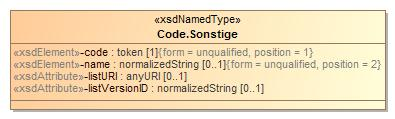 «xsdNamedType»
Code.Sonstige
«xsdElement»-code : token [1]{form = unqualified, position = 1}
«xsdElement»-name : normalizedString [0..1]{form = unqualified, position = 2}
«xsdAttribute»-listURI : anyURI [0..1]
«xsdAttribute»-listVersionID : normalizedString [0..1]